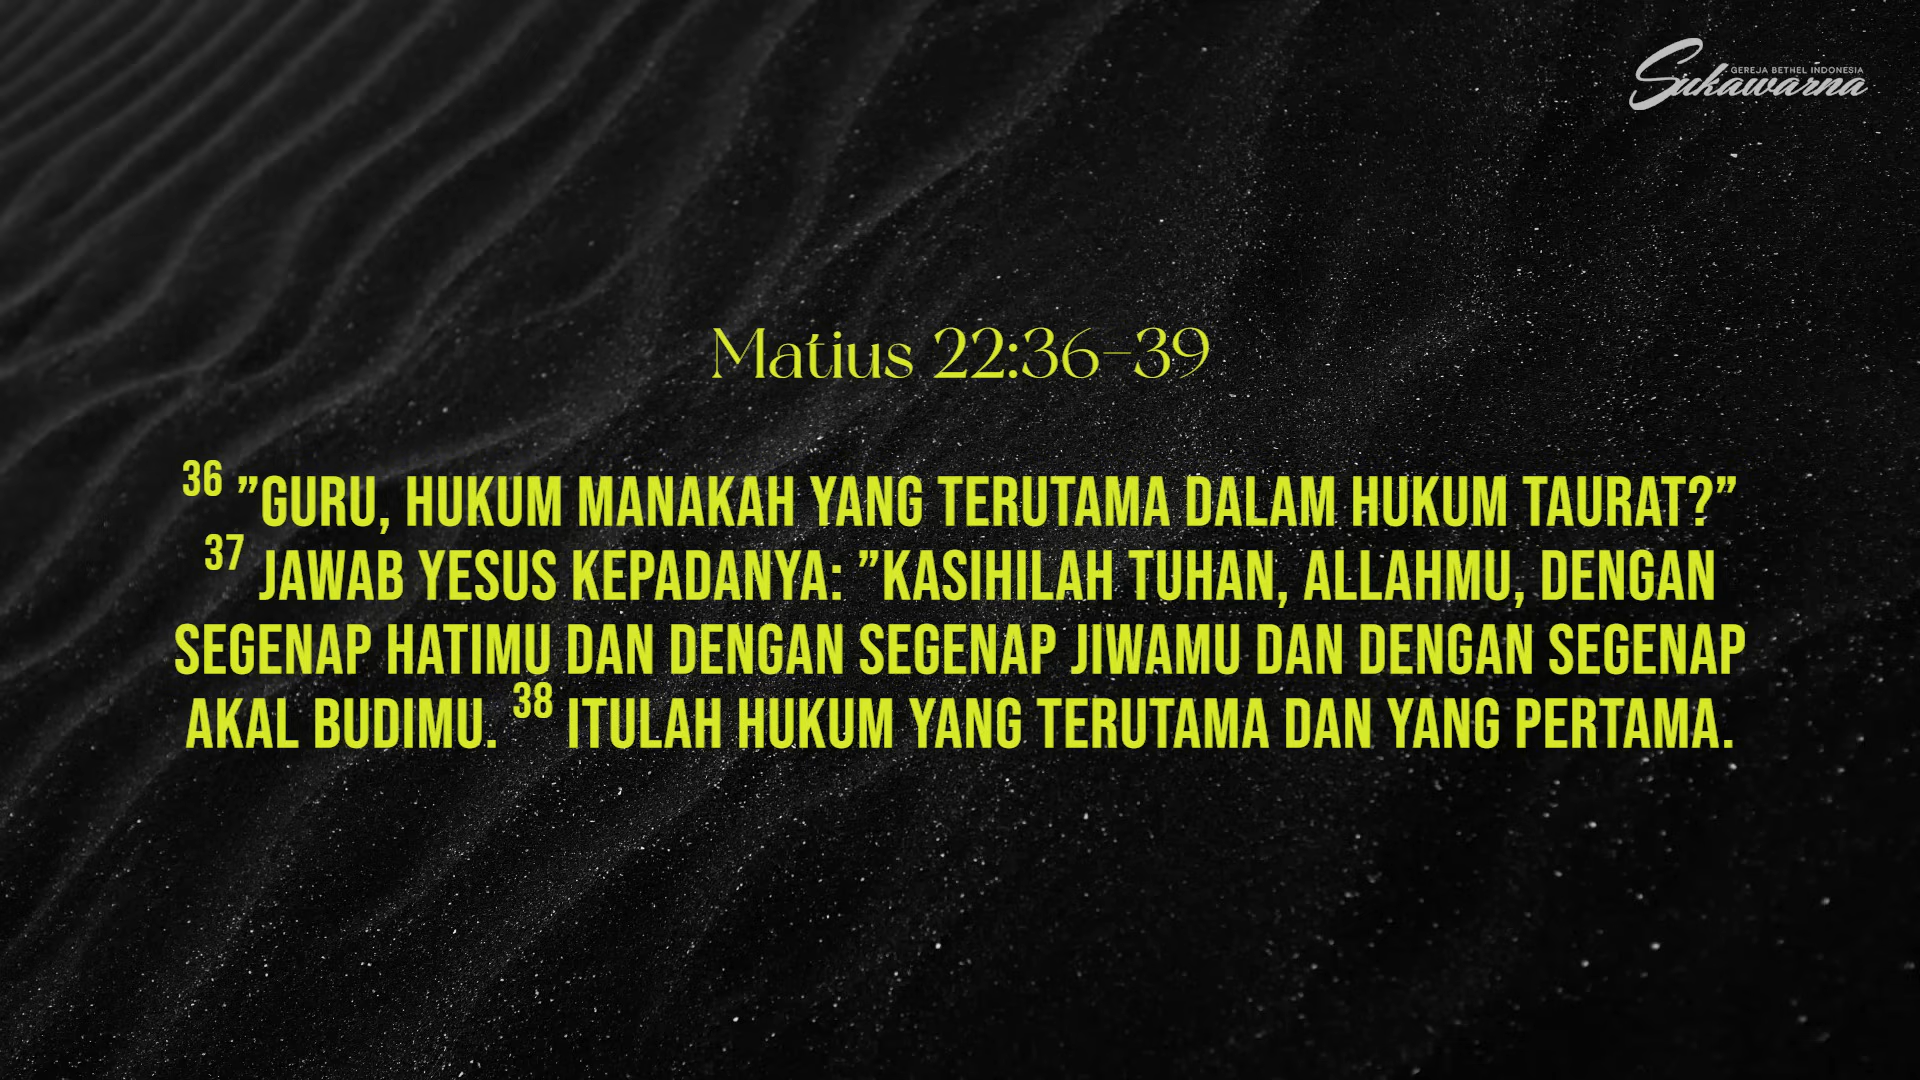 GEREJA BETHEL INDONESIA
Sukawarna
Matius 22:36–39
36 ”GURU, HUKUM MANAKAH YANG TERUTAMA DALAM HUKUM TAURAT?”
37 JAWAB YESUS KEPADANYA: ”KASIHILAH TUHAN, ALLAHMU, DENGAN
SEGENAP HATIMU DAN DENGAN SEGENAP JIWAMU DAN DENGAN SEGENAP
AKAL BUDIMU. 38 ITULAH HUKUM YANG TERUTAMA DAN YANG PERTAMA.